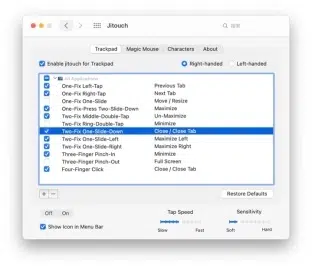 Jitouch
Trackpad Magic Mouse Characters About
Enable jitouch for Trackpad Right-handed Left-handed
All Applications
One-Fix Left-Tap Previous Tab
One-Fix Right-Tap Next Tab
One-Fix One-Slide Move / Resize
One-Fix-Press Two-Slide-Down Maximize
Two-Fix Middle-Double-Tap Un-Maximize
Two-Fix Ring-Double-Tap Minimize
Two-Fix One-Slide-Down Close / Close Tab
Two-Fix One-Slide-Left Maximize Left
Two-Fix One-Slide-Right Maximize Right
Three-Finger Pinch-In Minimize
Three-Finger Pinch-Out Full Screen
Four-Finger Click Close / Close Tab
Restore Defaults
Off On Tap Speed Sensitivity
Slow Fast Soft Hard
Show Icon in Menu Bar